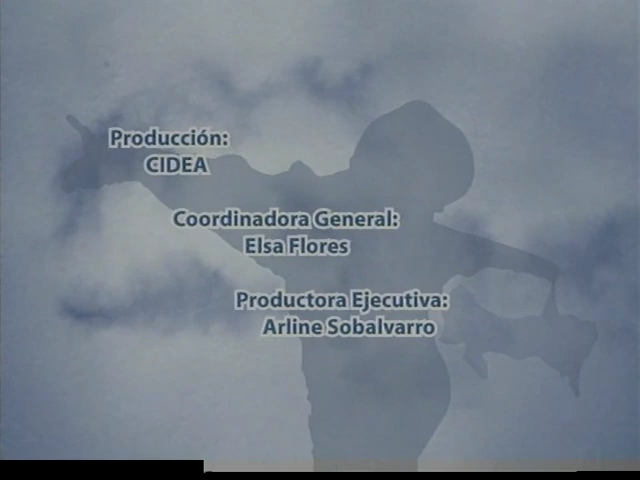 Producción:
CIDEA
Coordinadora General:
Elsa Flores
Productora Ejecutiva:
Arline Sobalvarro